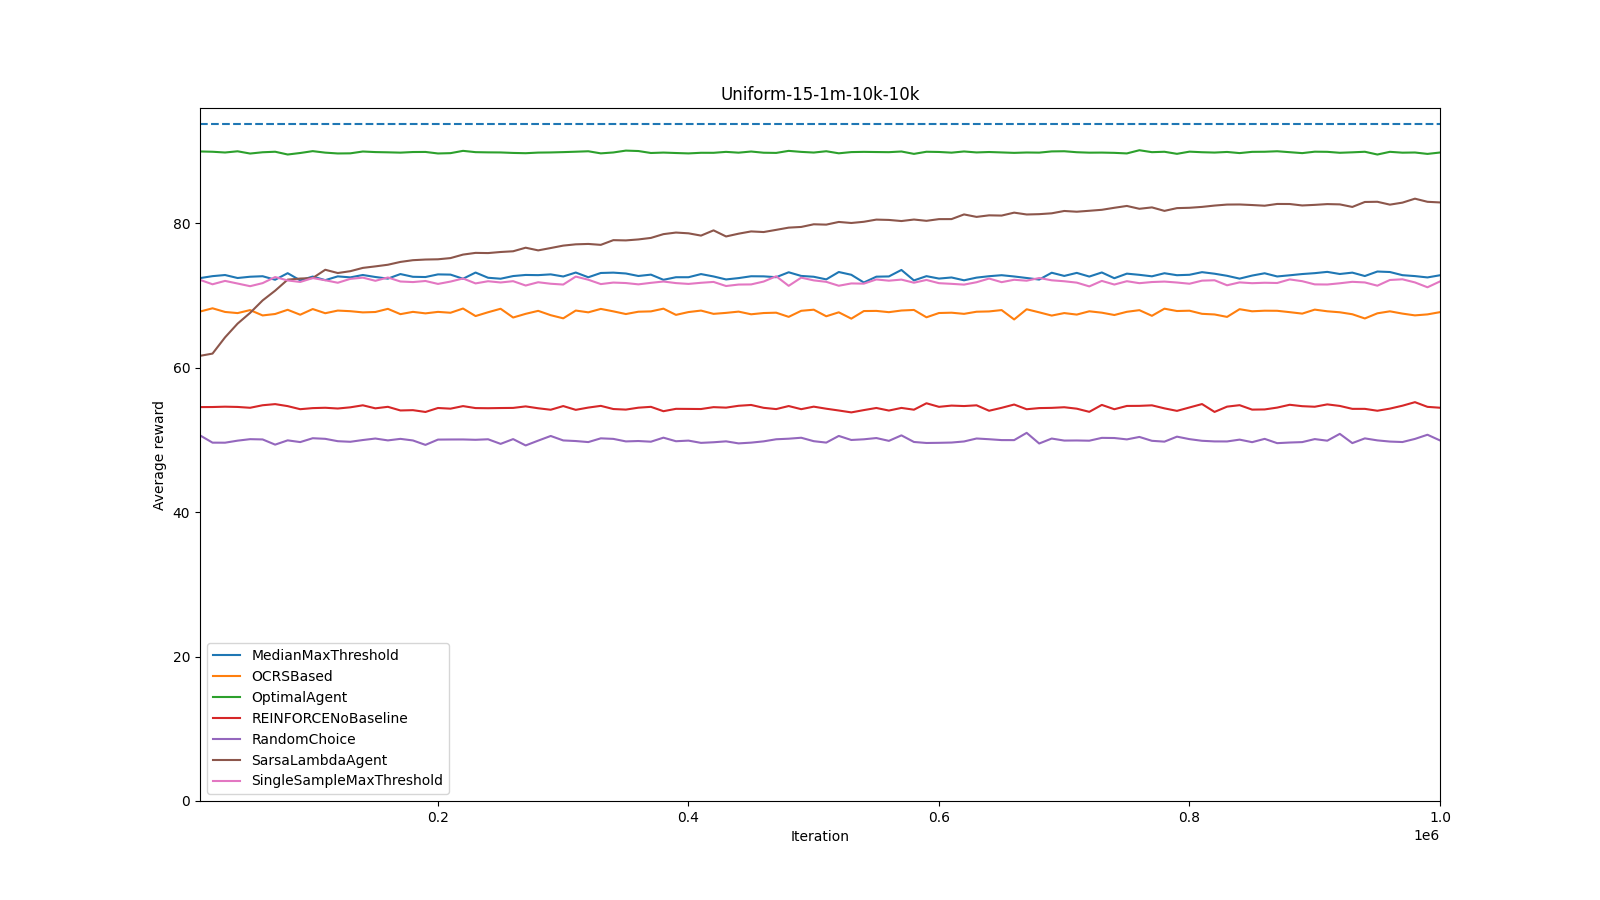 Uniform-15-1m-10k-10k
Average reward
80
60
40
20
0
MedianMaxThreshold
OCRSBased
OptimalAgent
REINFORCENoBaseline
RandomChoice
SarsaLambdaAgent
SingleSampleMaxThreshold
0.2 0.4 0.6 0.8 1.0
1e6
Iteration